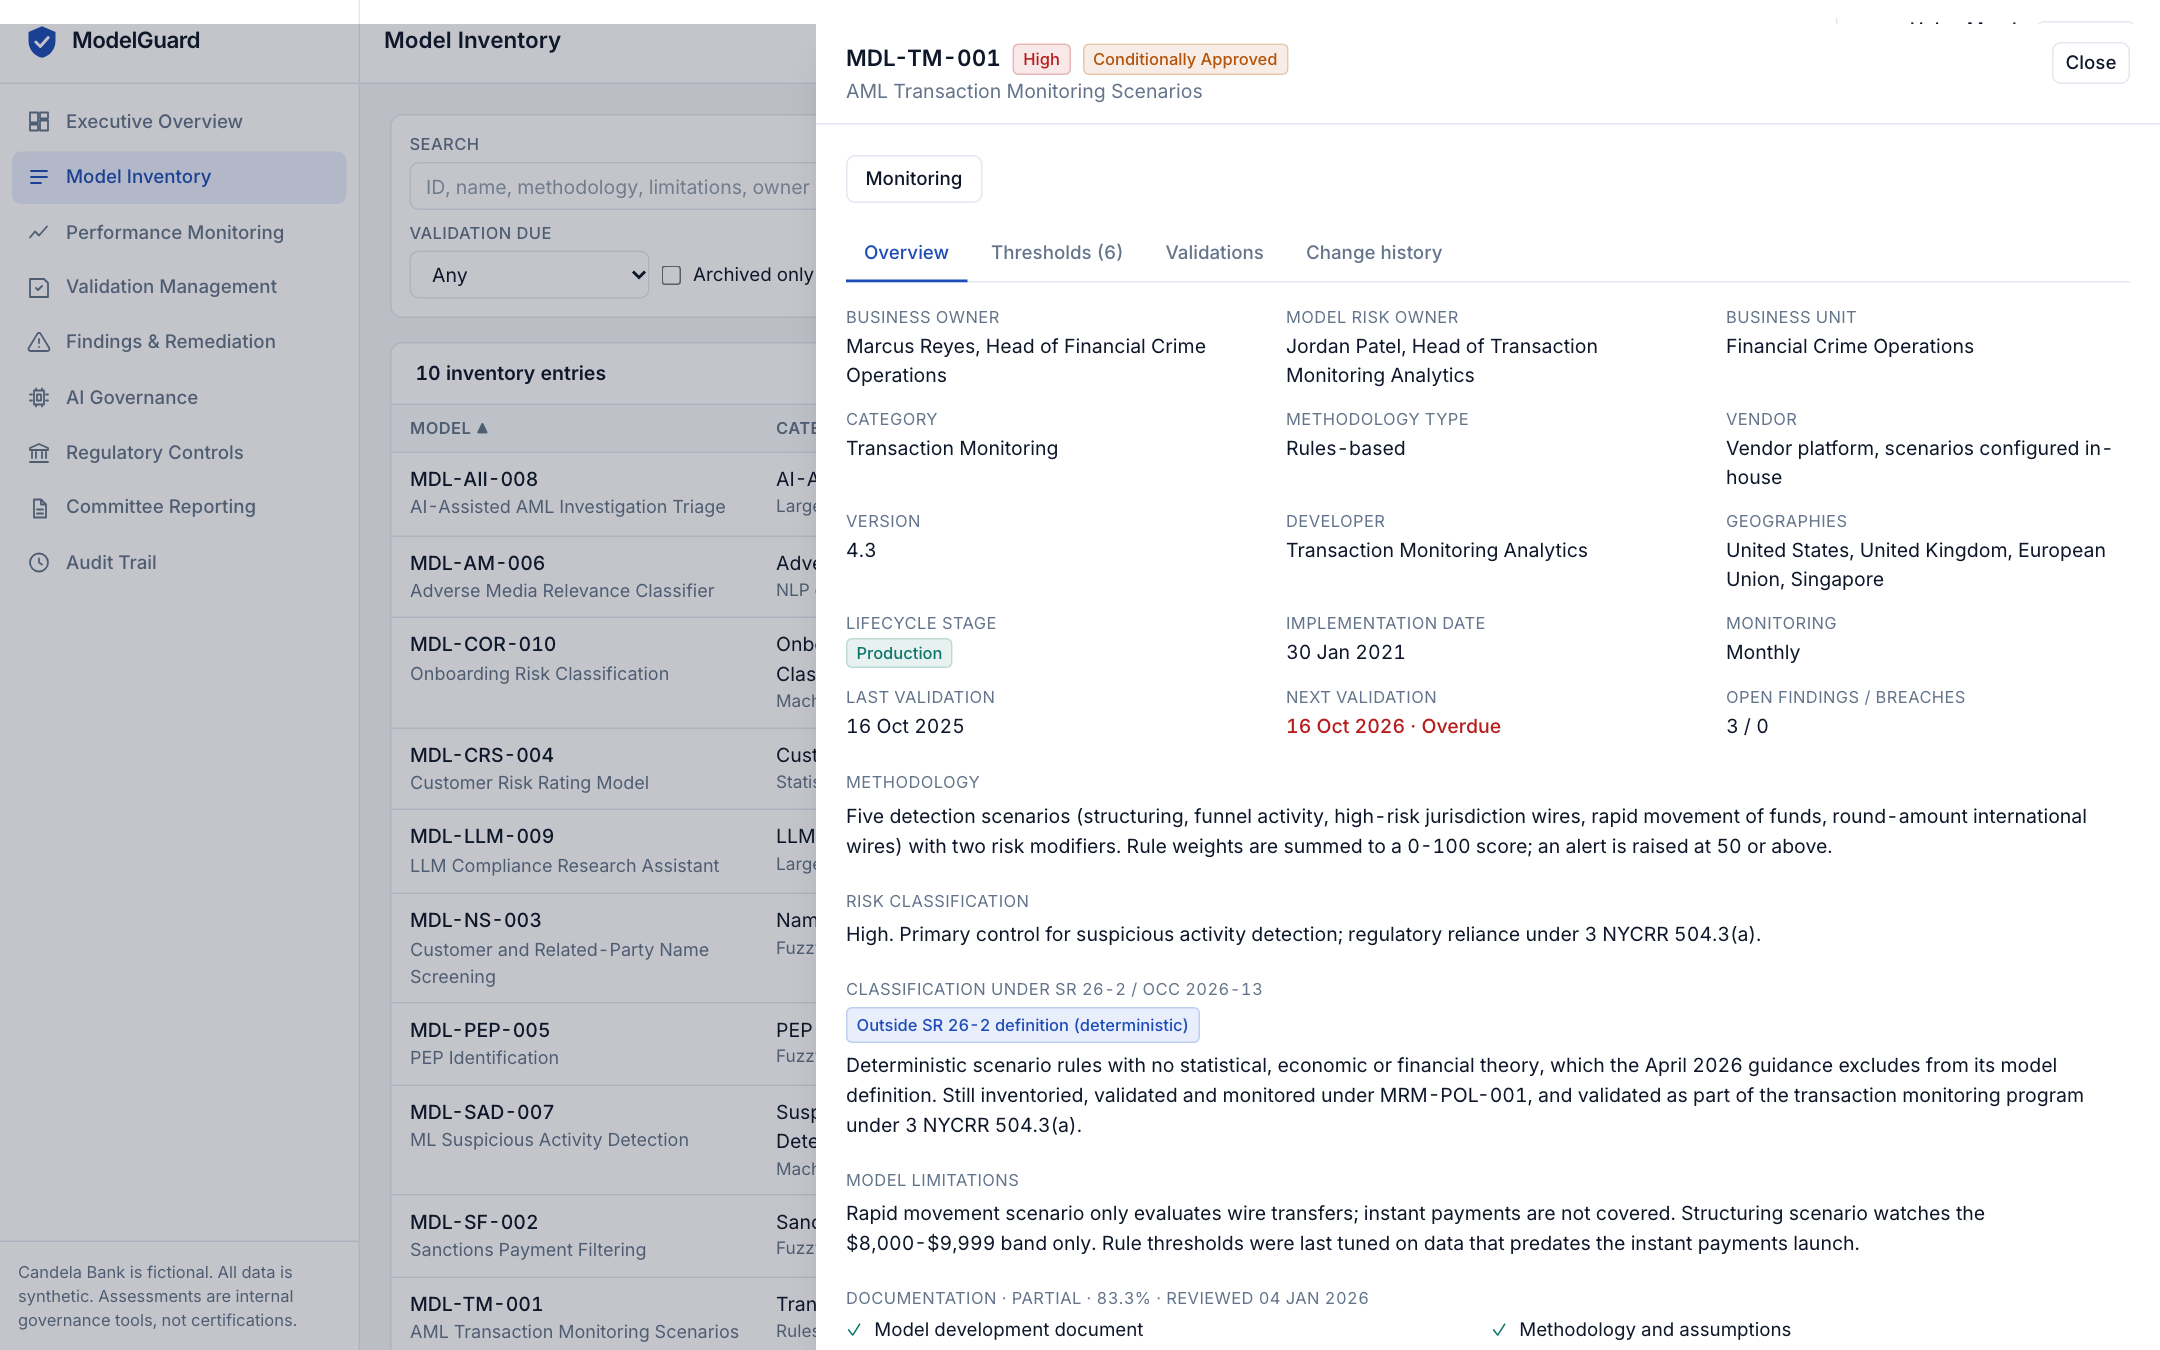 ModelGuard
Executive Overview
Model Inventory
Performance Monitoring
Validation Management
Findings & Remediation
AI Governance
Regulatory Controls
Committee Reporting
Audit Trail
Candela Bank is fictional. All data is
synthetic. Assessments are internal
governance tools, not certifications.
Model Inventory
SEARCH
ID, name, methodology, limitations, owner
VALIDATION DUE
Any
Archived only
10 inventory entries
MODEL ▲
MDL-AII-008
AI-Assisted AML Investigation Triage
MDL-AM-006
Adverse Media Relevance Classifier
NLP
MDL-COR-010
Onboarding Risk Classification
MDL-CRS-004
Customer Risk Rating Model
MDL-LLM-009
LLM Compliance Research Assistant
LLM
MDL-NS-003
Customer and Related-Party Name
Screening
MDL-PEP-005
PEP Identification
PEP
MDL-SAD-007
ML Suspicious Activity Detection
MDL-SF-002
Sanctions Payment Filtering
MDL-TM-001
AML Transaction Monitoring Scenarios
MDL-TM-001 High Conditionally Approved
AML Transaction Monitoring Scenarios
Close
Monitoring
Overview Thresholds (6) Validations Change history
BUSINESS OWNER
Marcus Reyes, Head of Financial Crime
Operations
MODEL RISK OWNER
Jordan Patel, Head of Transaction
Monitoring Analytics
BUSINESS UNIT
Financial Crime Operations
CATEGORY
Transaction Monitoring
METHODOLOGY TYPE
Rules-based
VENDOR
Vendor platform, scenarios configured in-
house
VERSION
4.3
DEVELOPER
Transaction Monitoring Analytics
GEOGRAPHIES
United States, United Kingdom, European
Union, Singapore
LIFECYCLE STAGE
Production
IMPLEMENTATION DATE
30 Jan 2021
MONITORING
Monthly
LAST VALIDATION
16 Oct 2025
NEXT VALIDATION
16 Oct 2026 · Overdue
OPEN FINDINGS / BREACHES
3 / 0
METHODOLOGY
Five detection scenarios (structuring, funnel activity, high-risk jurisdiction wires, rapid movement of funds, round-amount international
wires) with two risk modifiers. Rule weights are summed to a 0-100 score; an alert is raised at 50 or above.
RISK CLASSIFICATION
High. Primary control for suspicious activity detection; regulatory reliance under 3 NYCRR 504.3(a).
CLASSIFICATION UNDER SR 26-2 / OCC 2026-13
Outside SR 26-2 definition (deterministic)
Deterministic scenario rules with no statistical, economic or financial theory, which the April 2026 guidance excludes from its model
definition. Still inventoried, validated and monitored under MRM-POL-001, and validated as part of the transaction monitoring program
under 3 NYCRR 504.3(a).
MODEL LIMITATIONS
Rapid movement scenario only evaluates wire transfers; instant payments are not covered. Structuring scenario watches the
$8,000-$9,999 band only. Rule thresholds were last tuned on data that predates the instant payments launch.
DOCUMENTATION · PARTIAL · 83.3% · REVIEWED 04 JAN 2026
✓ Model development document
✓ Methodology and assumptions